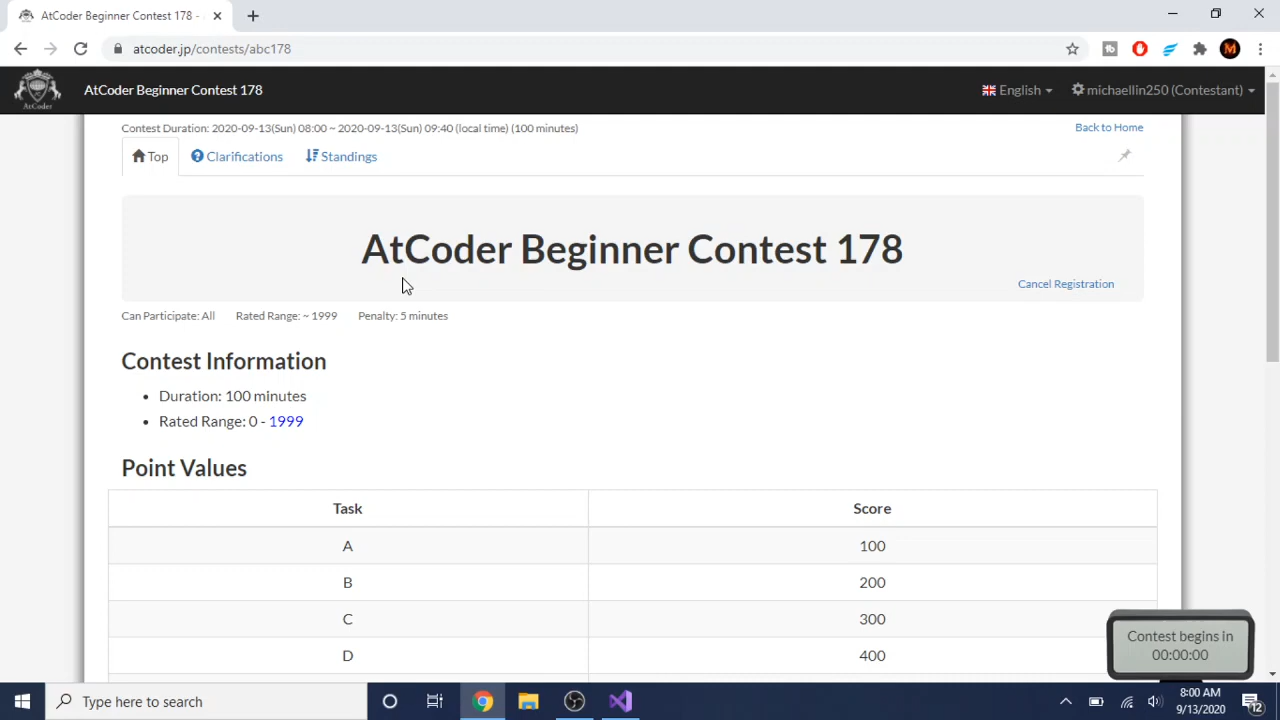 AtCoder Beginner Contest 178 -
atcoder.jp/contests/abc178
M
AtCoder
AtCoder Beginner Contest 178
English
michaellin250 (Contestant)
Contest Duration: 2020-09-13(Sun) 08:00 ~ 2020-09-13(Sun) 09:40 (local time) (100 minutes)
Back to Home
Top
Clarifications
Standings
AtCoder Beginner Contest 178
Cancel Registration
Can Participate: All
Rated Range: ~ 1999
Penalty: 5 minutes
Contest Information
Duration: 100 minutes
Rated Range: 0 - 1999
Point Values
Task
Score
A
100
B
200
C
300
D
400
Contest begins in
00:00:00
Type here to search
8:00 AM
9/13/2020
12